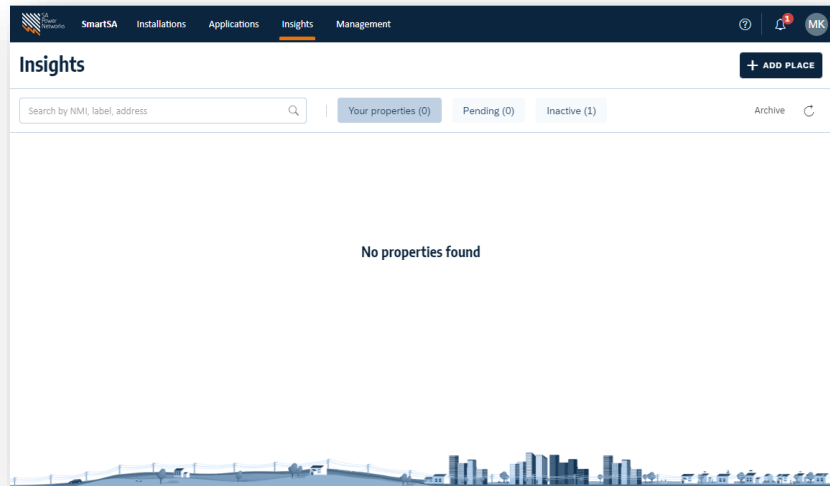 SA Power Networks
SmartSA Installations Applications Insights Management 1 MK
Insights
+ ADD PLACE
Search by NMI, label, address Your properties (0) Pending (0) Inactive (1) Archive
No properties found